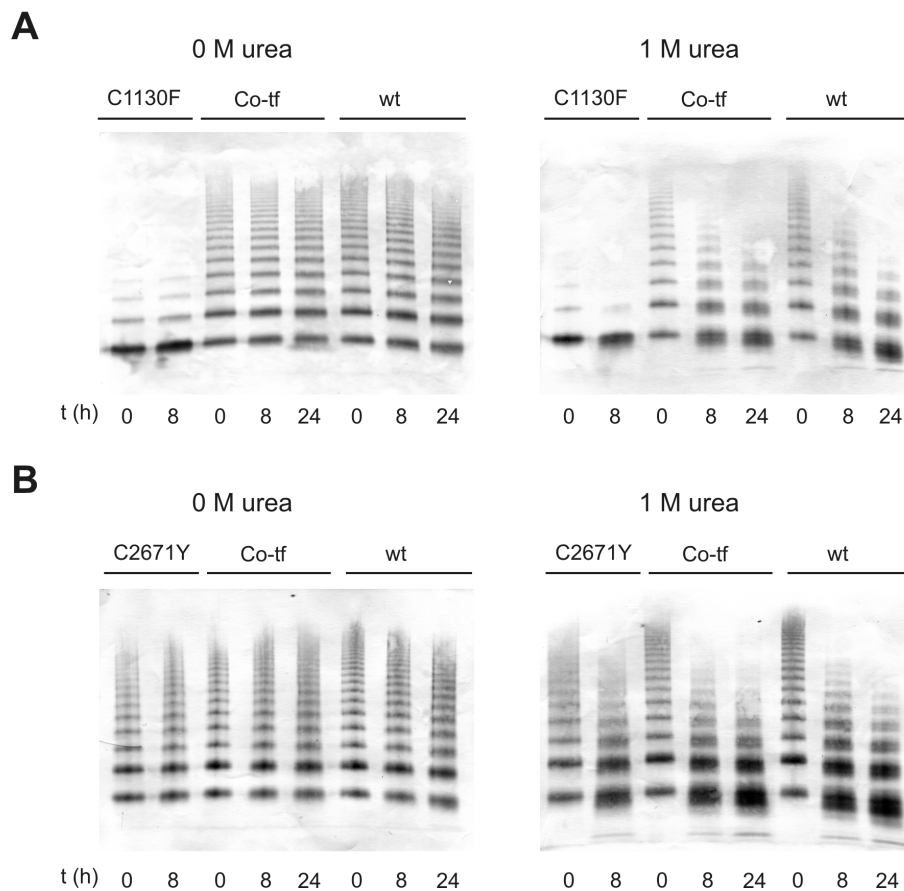 A
0 M urea 1 M urea
C1130F Co-tf wt C1130F Co-tf wt
t (h) 0 8 0 8 24 0 8 24 0 8 0 8 24 0 8 24
B
0 M urea 1 M urea
C2671Y Co-tf wt C2671Y Co-tf wt
t (h) 0 8 0 8 24 0 8 24 0 8 0 8 24 0 8 24